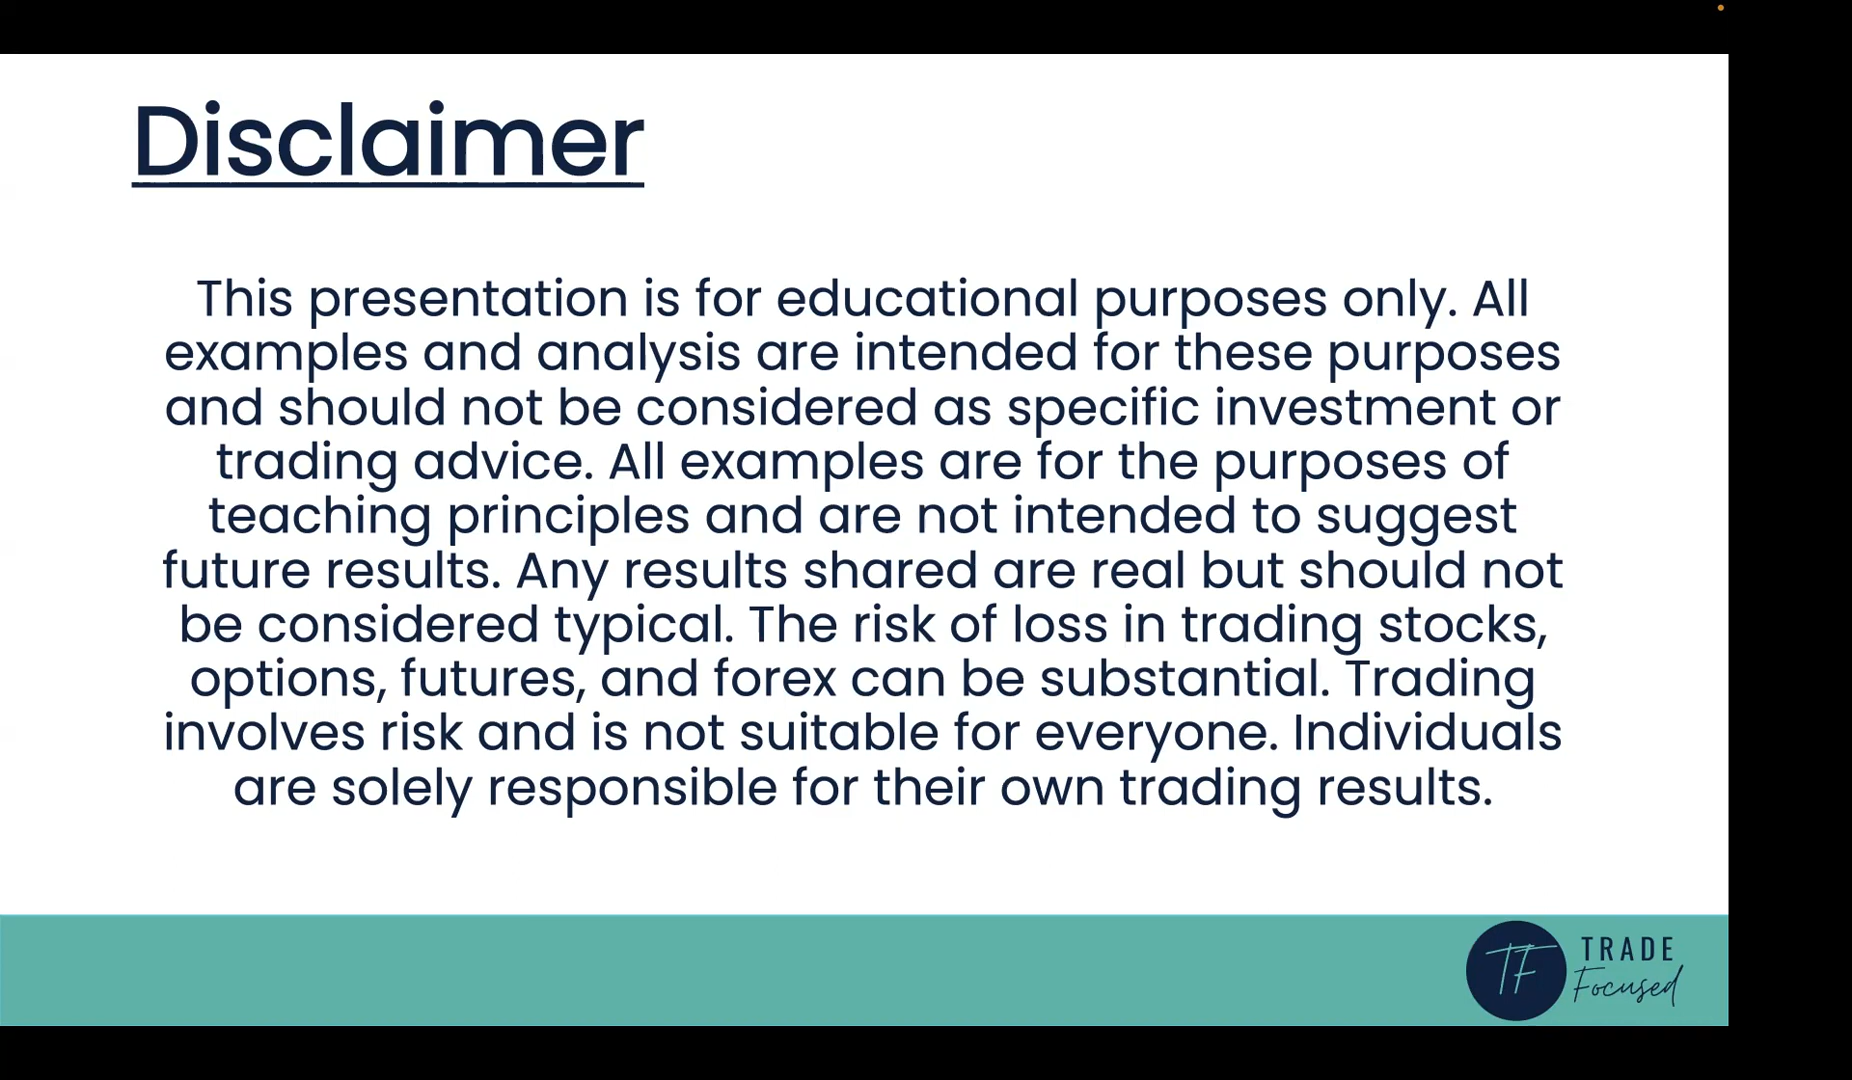 Disclaimer
This presentation is for educational purposes only. All
examples and analysis are intended for these purposes
and should not be considered as specific investment or
trading advice. All examples are for the purposes of
teaching principles and are not intended to suggest
future results. Any results shared are real but should not
be considered typical. The risk of loss in trading stocks,
options, futures, and forex can be substantial. Trading
involves risk and is not suitable for everyone. Individuals
are solely responsible for their own trading results.
TF
TRADE
Focused